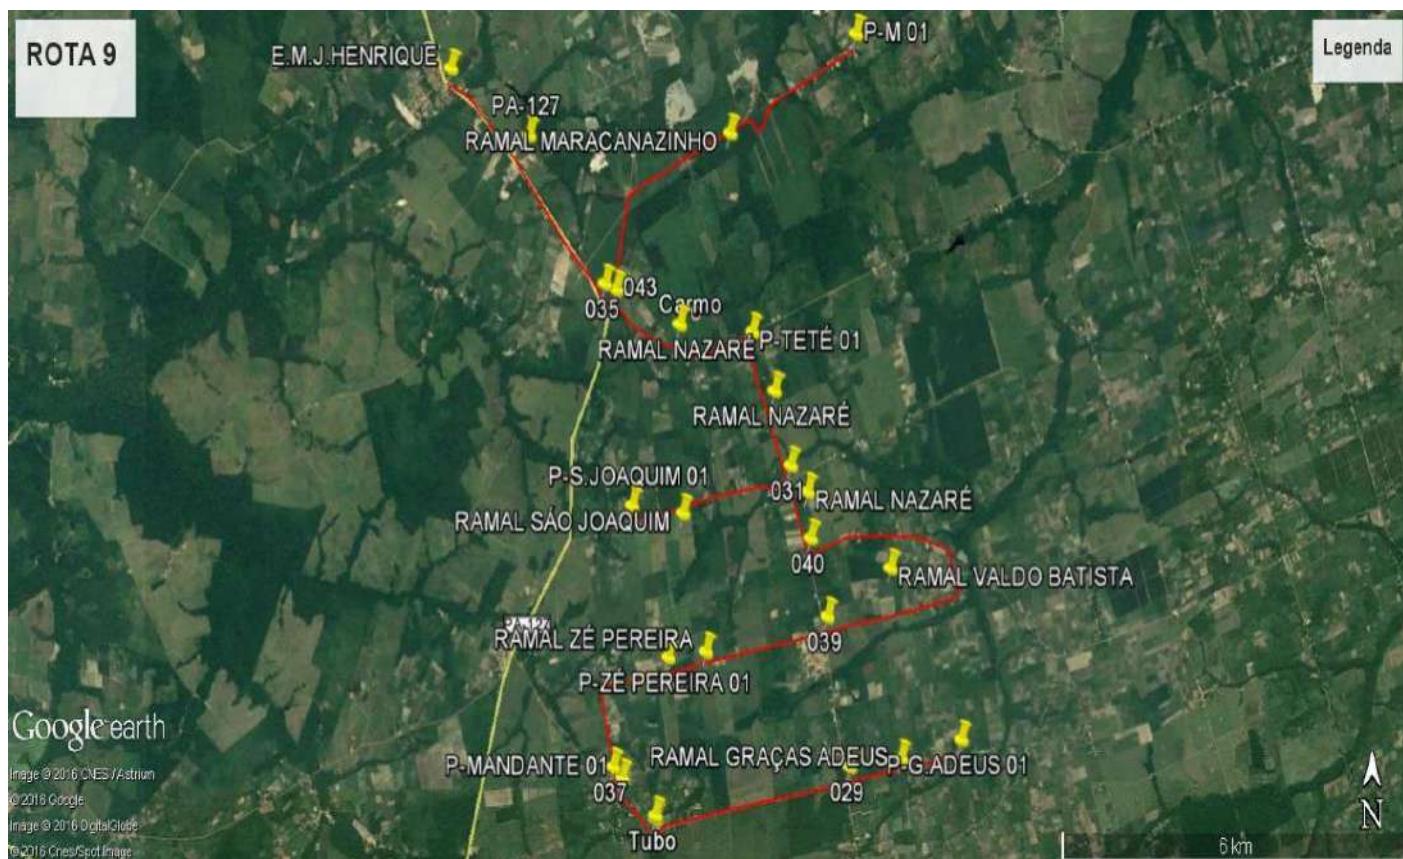 ROTA 9
Legenda
P-M 01
E.M.J.HENRIQUE
PA-127
RAMAL MARACANAZINHO
043
035
Carmo
RAMAL NAZARÉ
P-TETÉ 01
RAMAL NAZARÉ
P-S.JOAQUIM 01
031
RAMAL NAZARÉ
RAMAL SÃO JOAQUIM
040
RAMAL VALDO BATISTA
PA-127
RAMAL ZÉ PEREIRA
039
P-ZÉ PEREIRA 01
Google earth
RAMAL GRAÇAS ADEUS
P-MANDANTE 01
P-G.ADEUS 01
Image © 2016 CNES / Astrium
037
029
© 2016 Google
N
Image © 2016 DigitalGlobe
Tubo
6 km
© 2016 Cnes/Spot Image